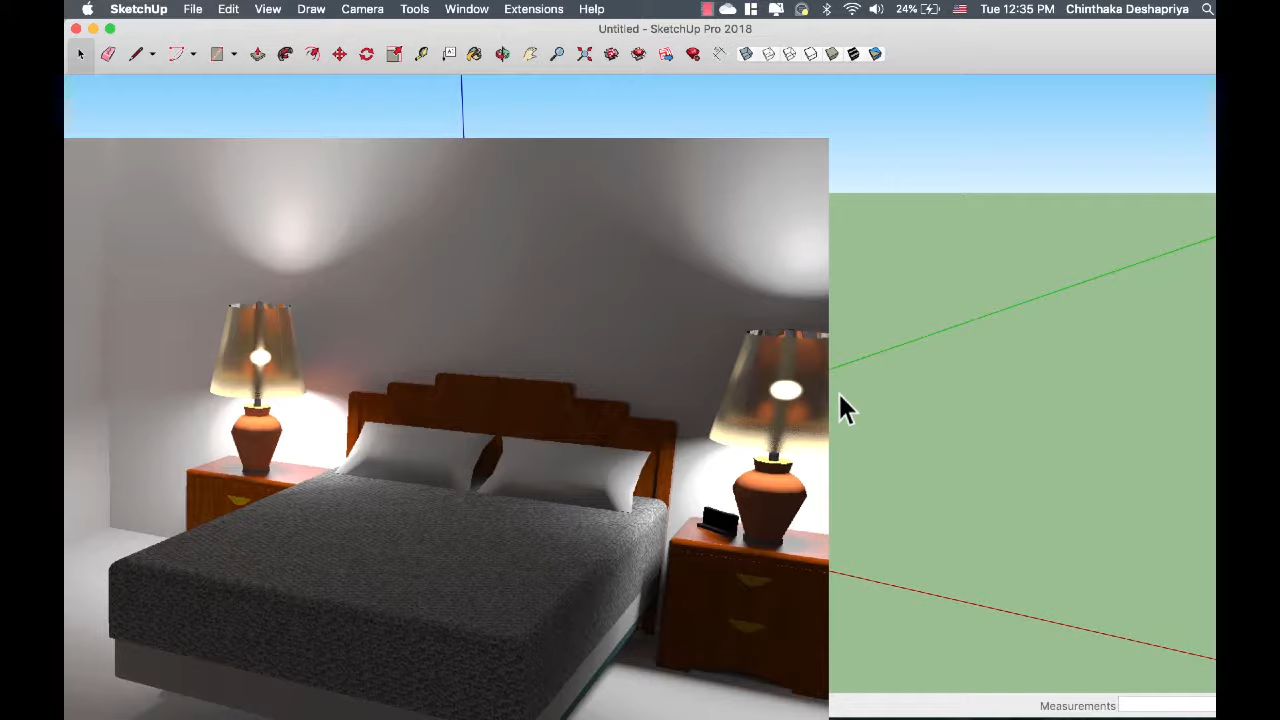 SketchUp File Edit View Draw Camera Tools Window Extensions Help 24% Tue 12:35 PM Chinthaka Deshapriya
Untitled - SketchUp Pro 2018
Measurements